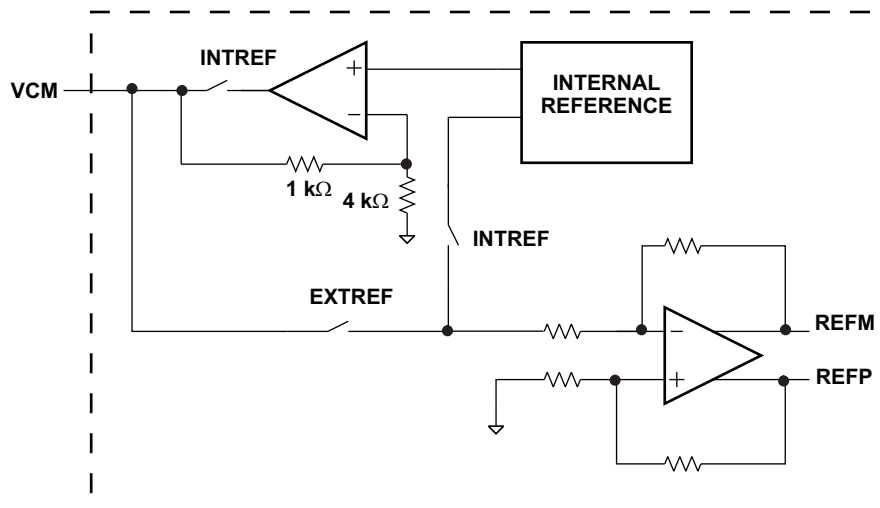 INTREF
VCM
INTERNAL
REFERENCE
+
−
1 kΩ
4 kΩ
INTREF
EXTREF
REFM
−
REFP
+